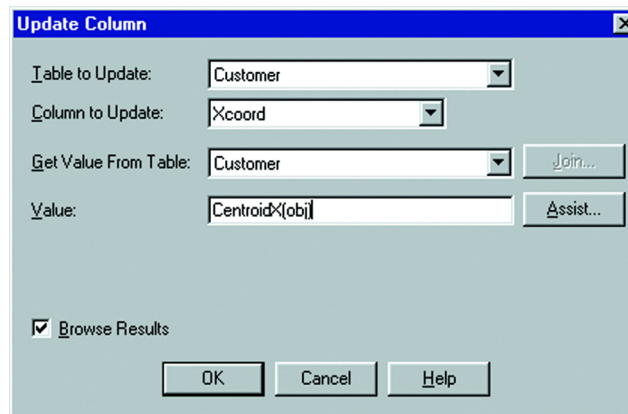 Update Column
Table to Update: Customer
Column to Update: Xcoord
Get Value From Table: Customer Join...
Value: CentroidX(obj) Assist...
Browse Results
OK Cancel Help